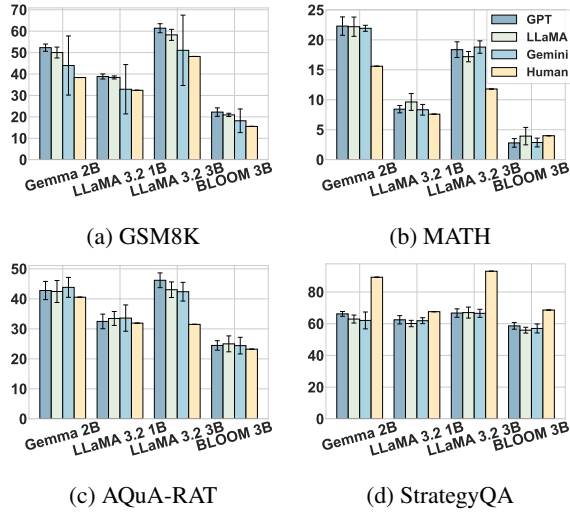 70
60
50
40
30
20
10
0
Gemma 2B
LLaMA 3.2 1B
LLaMA 3.2 3B
BLOOM 3B
(a) GSM8K
25
20
15
10
5
0
GPT
LLaMA
Gemini
Human
Gemma 2B
LLaMA 3.2 1B
LLaMA 3.2 3B
BLOOM 3B
(b) MATH
50
40
30
20
10
0
Gemma 2B
LLaMA 3.2 1B
LLaMA 3.2 3B
BLOOM 3B
(c) AQuA-RAT
80
60
40
20
0
Gemma 2B
LLaMA 3.2 1B
LLaMA 3.2 3B
BLOOM 3B
(d) StrategyQA